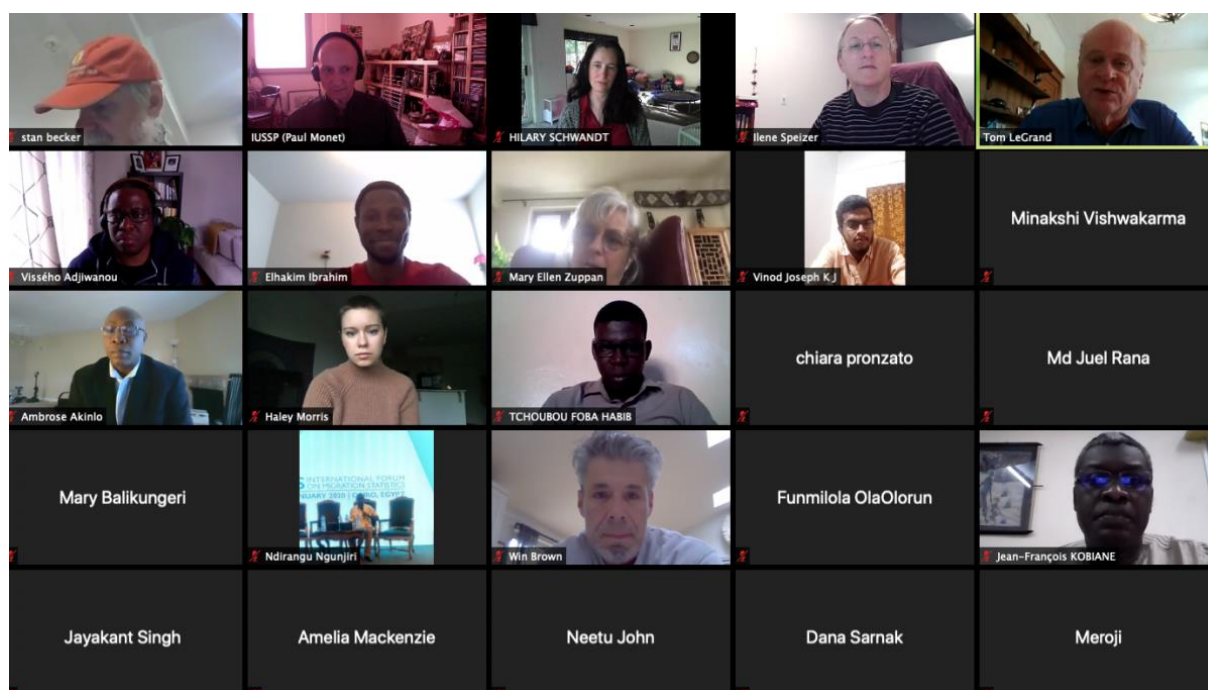 stan becker
IUSSP (Paul Monet)
HILARY SCHWANDT
Ilene Speizer
Tom LeGrand
Vissého Adjiwanou
Elhakim Ibrahim
Mary Ellen Zuppan
Vinod Joseph K J
Minakshi Vishwakarma
Ambrose Akinlo
Haley Morris
TCHOUBOU FOBA HABIB
chiara pronzato
Md Juel Rana
Mary Balikungeri
INTERNATIONAL FORUM
ON MIGRATION STATISTICS
NUARY 2020 | CAIRO, EGYPT
Ndirangu Ngunjiri
Win Brown
Funmilola OlaOlorun
Jean-François KOBIANE
Jayakant Singh
Amelia Mackenzie
Neetu John
Dana Sarnak
Meroji